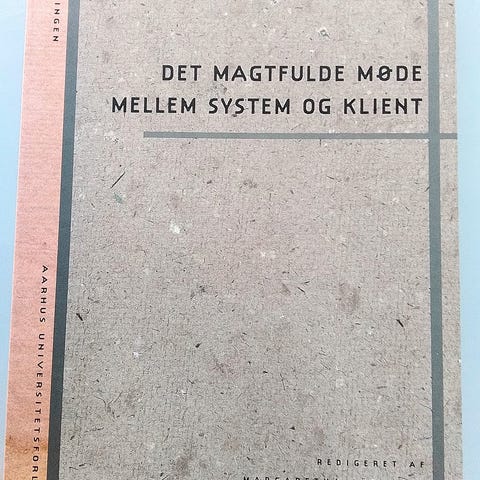 DET MAGTFULDE MØDE
MELLEM SYSTEM OG KLIENT
REDIGERET AF
AARHUS UNIVERSITETSFORL
INGEN